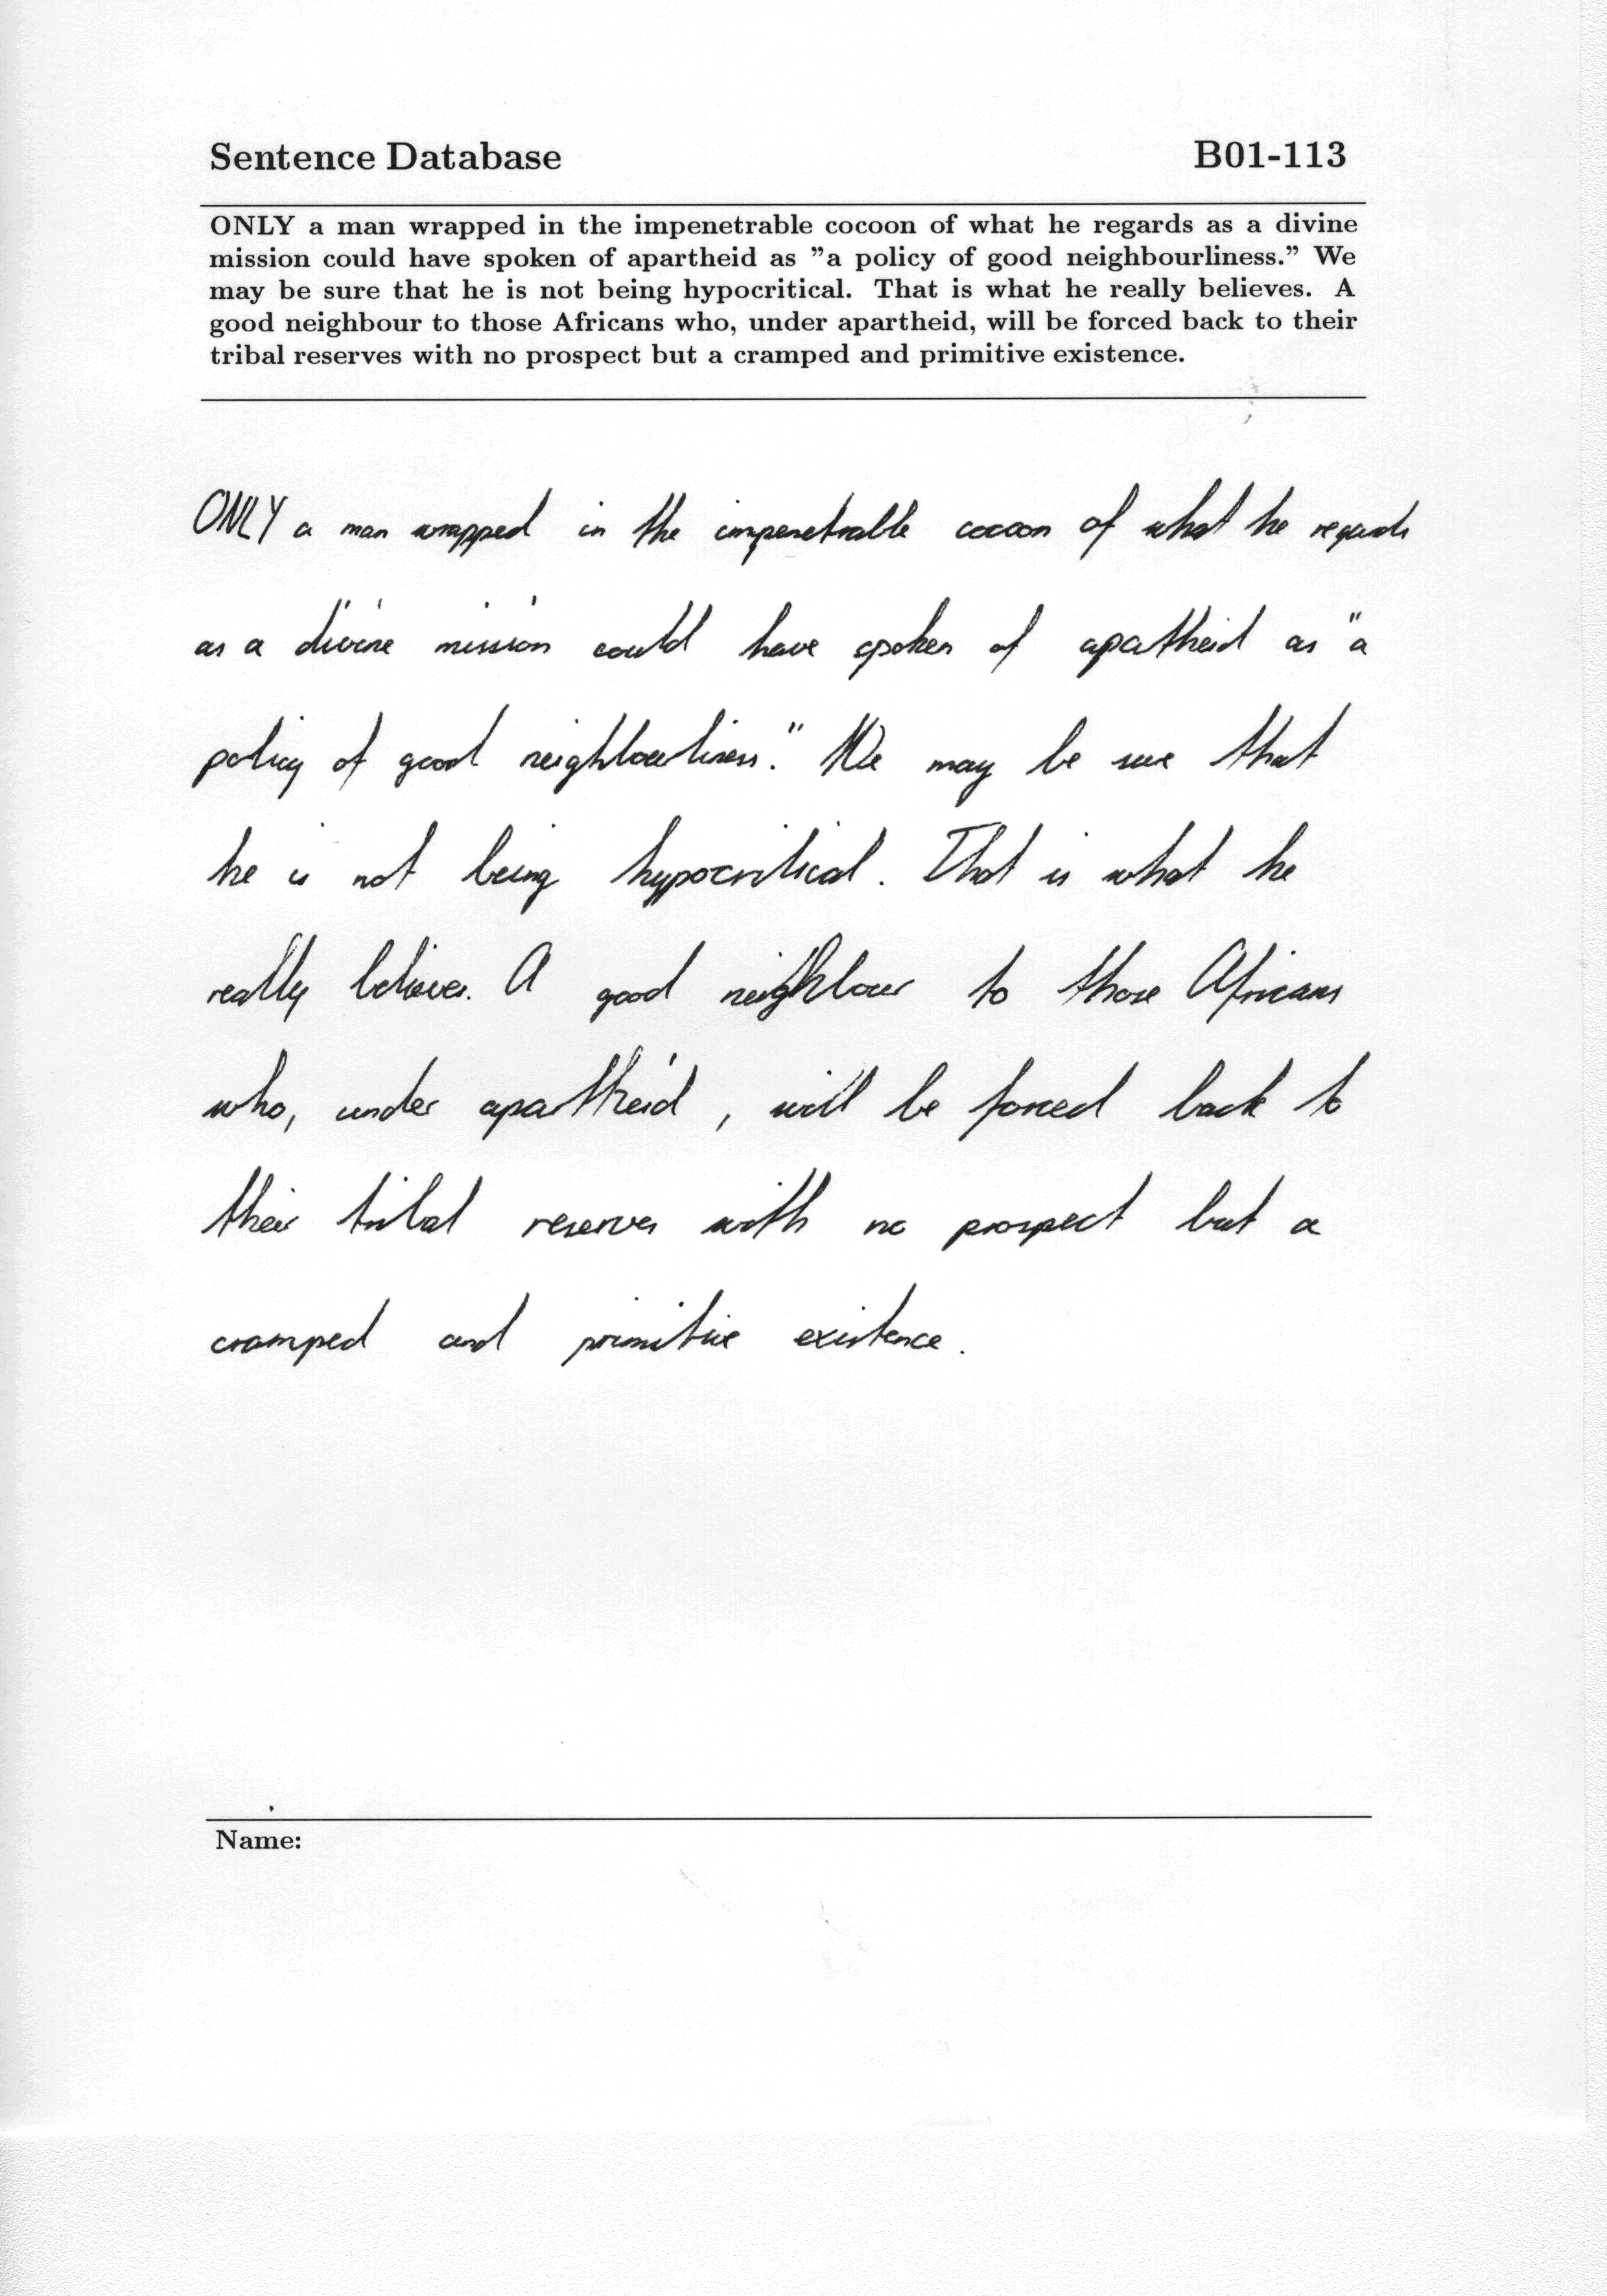 Sentence Database B01-113
ONLY a man wrapped in the impenetrable cocoon of what he regards as a divine
mission could have spoken of apartheid as ”a policy of good neighbourliness.” We
may be sure that he is not being hypocritical. That is what he really believes. A
good neighbour to those Africans who, under apartheid, will be forced back to their
tribal reserves with no prospect but a cramped and primitive existence.
ONLY a man wrapped in the impenetrable cocoon of what he regards
as a divine mission could have spoken of apartheid as "a
policy of good neighbourliness." We may be sure that
he is not being hypocritical. That is what he
really believes. A good neighbour to those Africans
who, under apartheid, will be forced back to
their tribal reserves with no prospect but a
cramped and primitive existence.
Name: